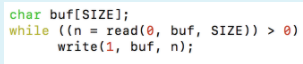 char buf[SIZE];
while ((n = read(0, buf, SIZE)) > 0)
write(1, buf, n);